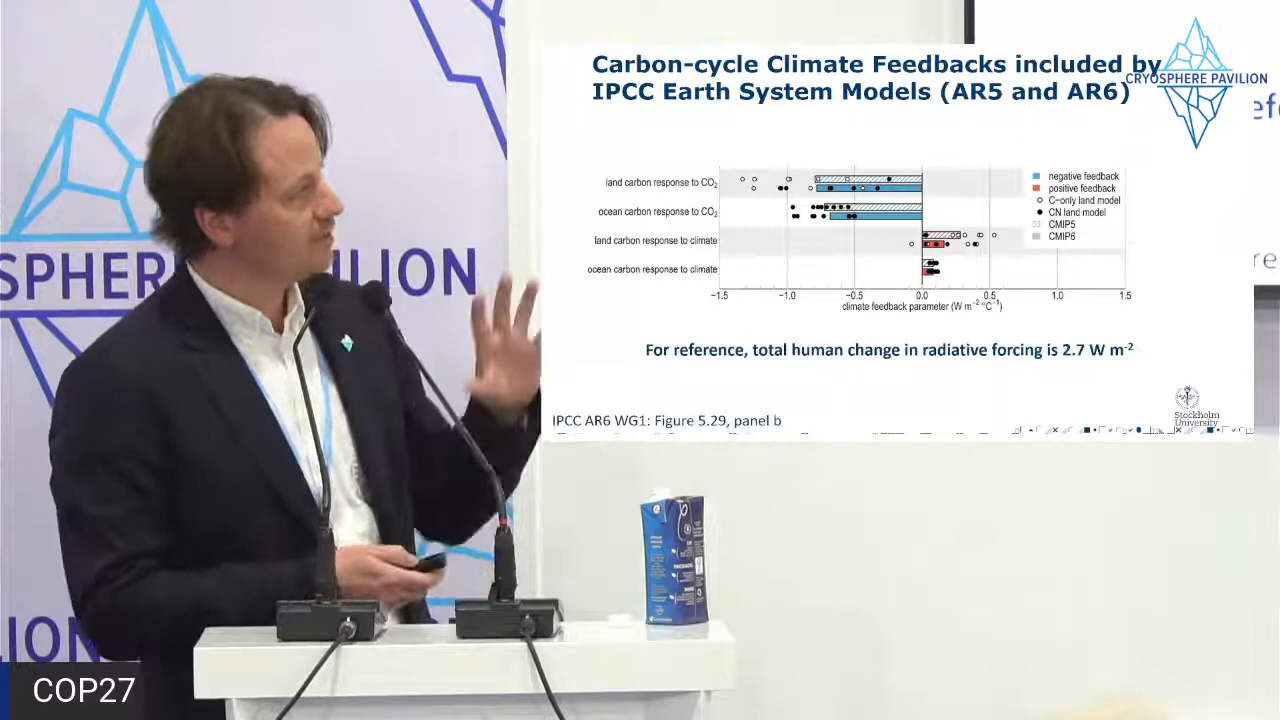 Carbon-cycle Climate Feedbacks included by
IPCC Earth System Models (AR5 and AR6)
CRYOSPHERE PAVILION
land carbon response to CO₂
ocean carbon response to CO₂
land carbon response to climate
ocean carbon response to climate
negative feedback
positive feedback
C-only land model
CN land model
CMIP5
CMIP6
−1.5 −1.0 −0.5 0.0 0.5 1.0 1.5
climate feedback parameter (W m⁻² °C⁻¹)
For reference, total human change in radiative forcing is 2.7 W m⁻²
IPCC AR6 WG1: Figure 5.29, panel b
Stockholm
University
OSPHERE PAVILION
ION
COP27